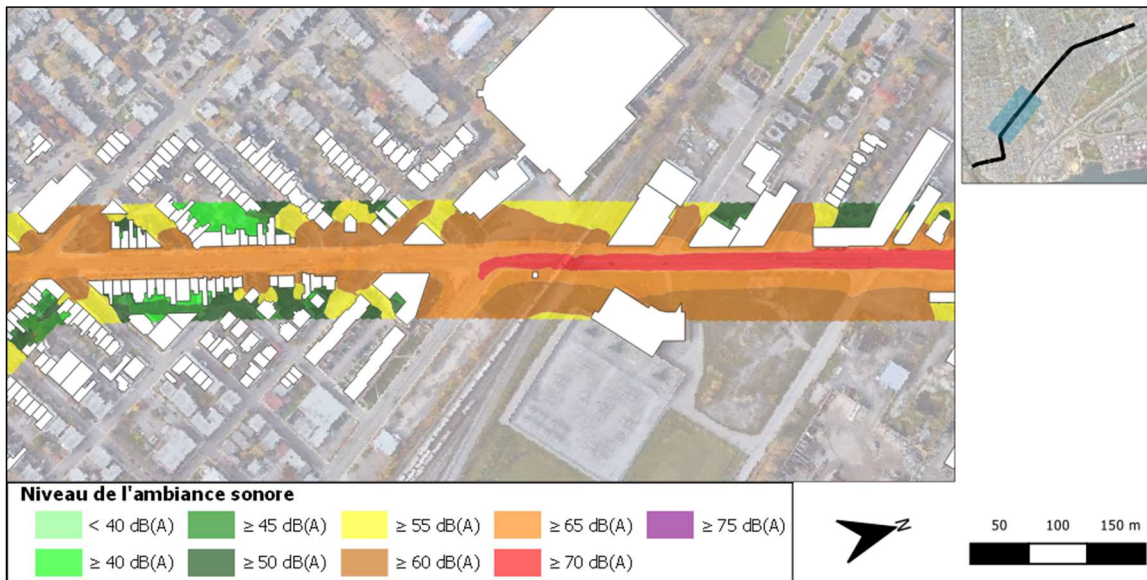 Niveau de l'ambiance sonore
< 40 dB(A) ≥ 45 dB(A) ≥ 55 dB(A) ≥ 65 dB(A) ≥ 75 dB(A)
≥ 40 dB(A) ≥ 50 dB(A) ≥ 60 dB(A) ≥ 70 dB(A)
N
50 100 150 m